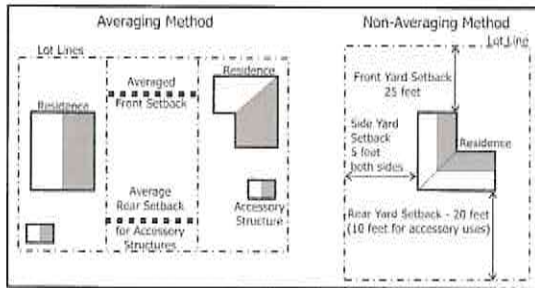 Averaging Method
Lot Lines
Residence
Averaged
Front Setback
Residence
Average
Rear Setback
for Accessory
Structures
Accessory
Structure
Non-Averaging Method
Lot Line
Front Yard Setback
25 feet
Side Yard
Setback
5 feet
both sides
Residence
Rear Yard Setback - 20 feet
(10 feet for accessory uses)